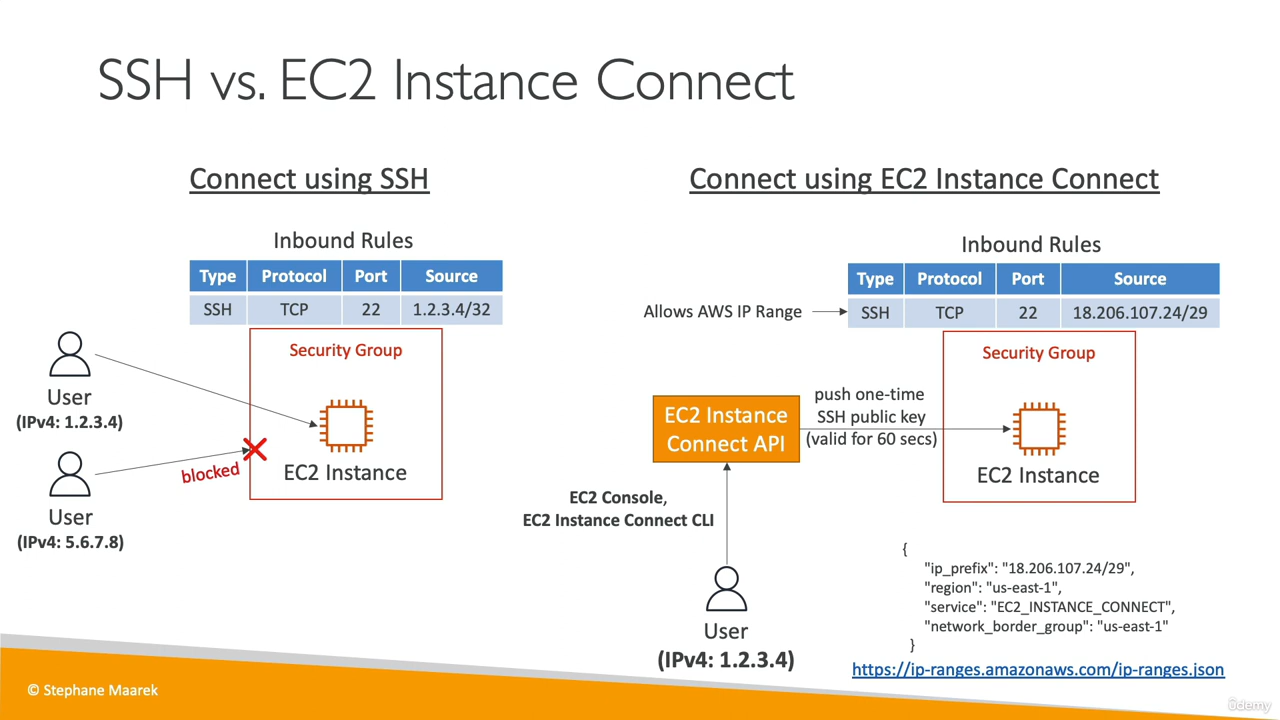 SSH vs. EC2 Instance Connect
Connect using SSH
Inbound Rules
Type Protocol Port Source
SSH TCP 22 1.2.3.4/32
Security Group
User
(IPv4: 1.2.3.4)
blocked
EC2 Instance
User
(IPv4: 5.6.7.8)
Connect using EC2 Instance Connect
Inbound Rules
Type Protocol Port Source
Allows AWS IP Range
SSH TCP 22 18.206.107.24/29
Security Group
EC2 Instance
Connect API
push one-time
SSH public key
(valid for 60 secs)
EC2 Instance
EC2 Console,
EC2 Instance Connect CLI
User
(IPv4: 1.2.3.4)
{
"ip_prefix": "18.206.107.24/29",
"region": "us-east-1",
"service": "EC2_INSTANCE_CONNECT",
"network_border_group": "us-east-1"
}
https://ip-ranges.amazonaws.com/ip-ranges.json
© Stephane Maarek
ûdemy